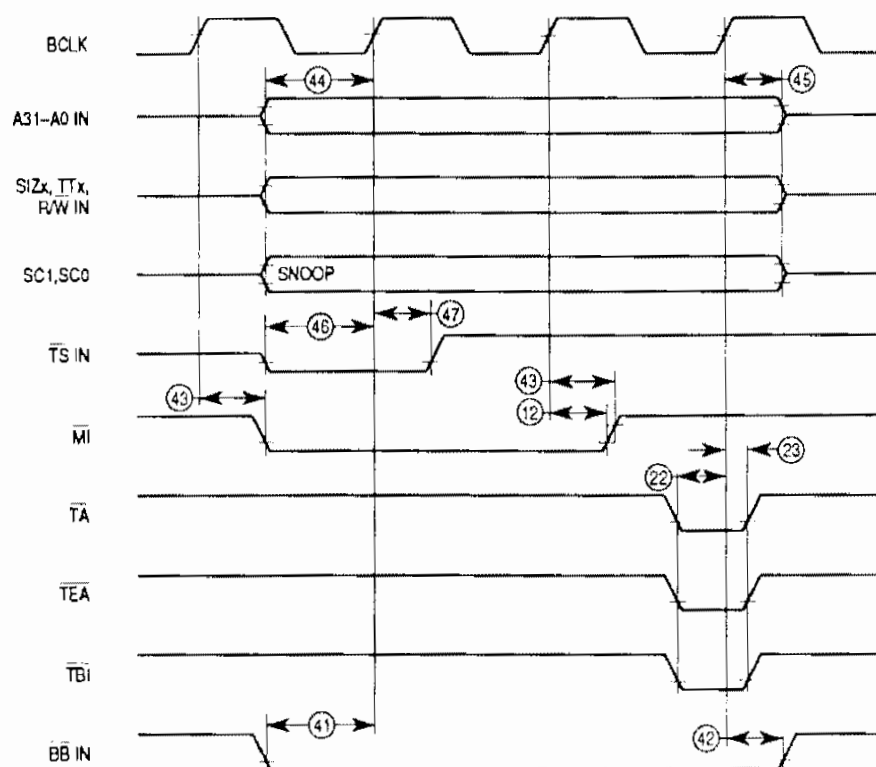 BCLK
44
45
A31–A0 IN
SIZx, TTx,
R/W IN
SC1,SC0
SNOOP
46
47
TS IN
43
43
12
MI
23
22
TA
TEA
TBI
41
42
BB IN